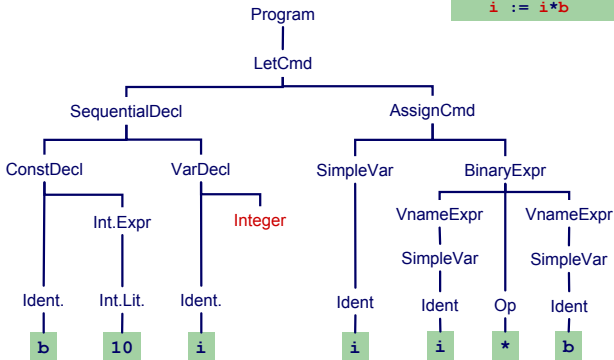 Program
i := i*b
LetCmd
SequentialDecl AssignCmd
ConstDecl VarDecl SimpleVar BinaryExpr
Int.Expr Integer VnameExpr VnameExpr
SimpleVar SimpleVar
Ident. Int.Lit. Ident. Ident Ident Op Ident
b 10 i i i * b